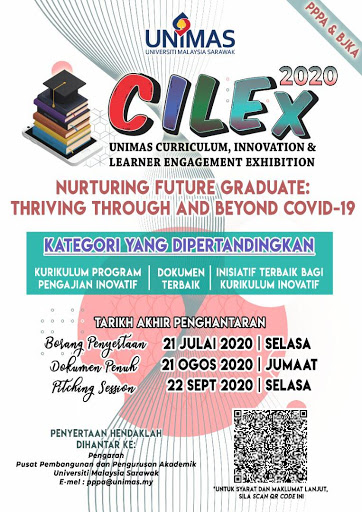 PPPA & BJKA
UNIMAS
UNIVERSITI MALAYSIA SARAWAK
CILEX
2020
UNIMAS CURRICULUM, INNOVATION &
LEARNER ENGAGEMENT EXHIBITION
NURTURING FUTURE GRADUATE:
THRIVING THROUGH AND BEYOND COVID-19
KATEGORI YANG DIPERTANDINGKAN
KURIKULUM PROGRAM
PENGAJIAN INOVATIF
DOKUMEN
TERBAIK
INISIATIF TERBAIK BAGI
KURIKULUM INOVATIF
TARIKH AKHIR PENGHANTARAN
Borang Penyertaan 21 JULAI 2020 | SELASA
Dokumen Penuh 21 OGOS 2020 | JUMAAT
Pitching Session 22 SEPT 2020 | SELASA
PENYERTAAN HENDAKLAH
DIHANTAR KE:
Pengarah
Pusat Pembangunan dan Pengurusan Akademik
Universiti Malaysia Sarawak
E-mel : pppa@unimas.my
*UNTUK SYARAT DAN MAKLUMAT LANJUT,
SILA SCAN QR CODE INI